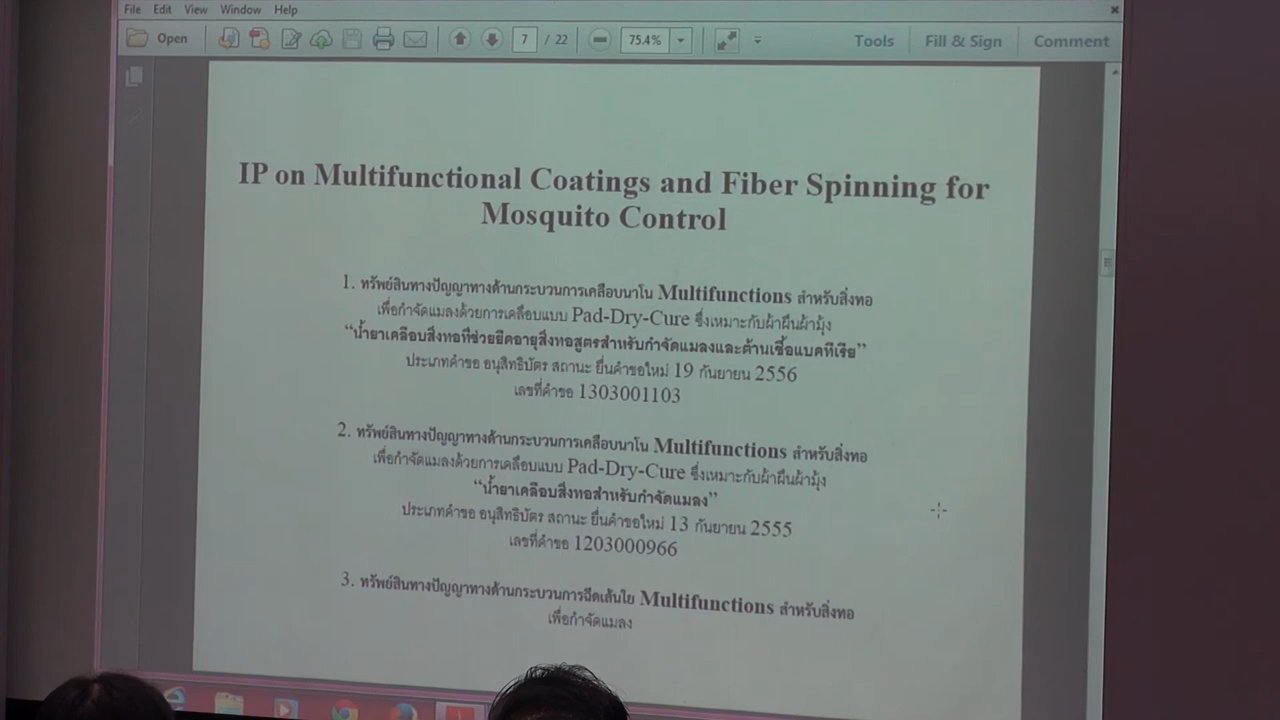 File Edit View Window Help
Open 7 / 22 75.4% Tools Fill & Sign Comment
IP on Multifunctional Coatings and Fiber Spinning for
Mosquito Control
1. ทรัพย์สินทางปัญญาทางด้านกระบวนการเคลือบนาโน Multifunctions สำหรับสิ่งทอ
เพื่อกำจัดแมลงด้วยการเคลือบแบบ Pad-Dry-Cure ซึ่งเหมาะกับผ้าผืนผ้ามุ้ง
“น้ำยาเคลือบสิ่งทอที่ช่วยยืดอายุสิ่งทอสูตรสำหรับกำจัดแมลงและต้านเชื้อแบคทีเรีย”
ประเภทคำขอ อนุสิทธิบัตร สถานะ ยื่นคำขอใหม่ 19 กันยายน 2556
เลขที่คำขอ 1303001103
2. ทรัพย์สินทางปัญญาทางด้านกระบวนการเคลือบนาโน Multifunctions สำหรับสิ่งทอ
เพื่อกำจัดแมลงด้วยการเคลือบแบบ Pad-Dry-Cure ซึ่งเหมาะกับผ้าผืนผ้ามุ้ง
“น้ำยาเคลือบสิ่งทอสำหรับกำจัดแมลง”
ประเภทคำขอ อนุสิทธิบัตร สถานะ ยื่นคำขอใหม่ 13 กันยายน 2555
เลขที่คำขอ 1203000966
3. ทรัพย์สินทางปัญญาทางด้านกระบวนการฉีดเส้นใย Multifunctions สำหรับสิ่งทอ
เพื่อกำจัดแมลง